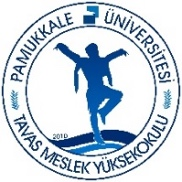 PAMUKKALE ÜNİVERSİTESİ
2010
TAVAS MESLEK YÜKSEKOKULU